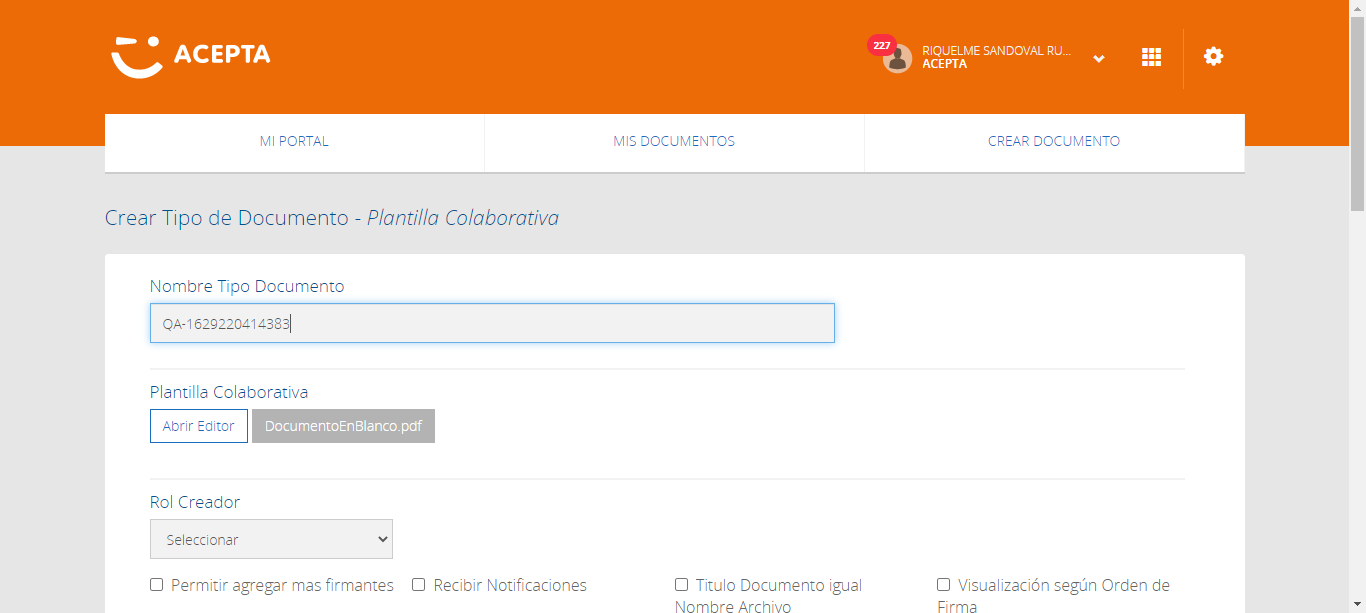 ACEPTA
227
RIQUELME SANDOVAL RU...
ACEPTA
MI PORTAL
MIS DOCUMENTOS
CREAR DOCUMENTO
Crear Tipo de Documento - Plantilla Colaborativa
Nombre Tipo Documento
QA-1629220414383
Plantilla Colaborativa
Abrir Editor
DocumentoEnBlanco.pdf
Rol Creador
Seleccionar
Permitir agregar mas firmantes
Recibir Notificaciones
Titulo Documento igual
Nombre Archivo
Visualización según Orden de
Firma